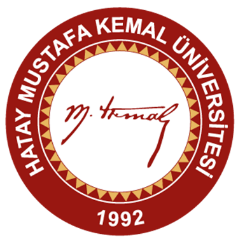 HATAY MUSTAFA KEMAL ÜNİVERSİTESİ
M. Kemal
1992